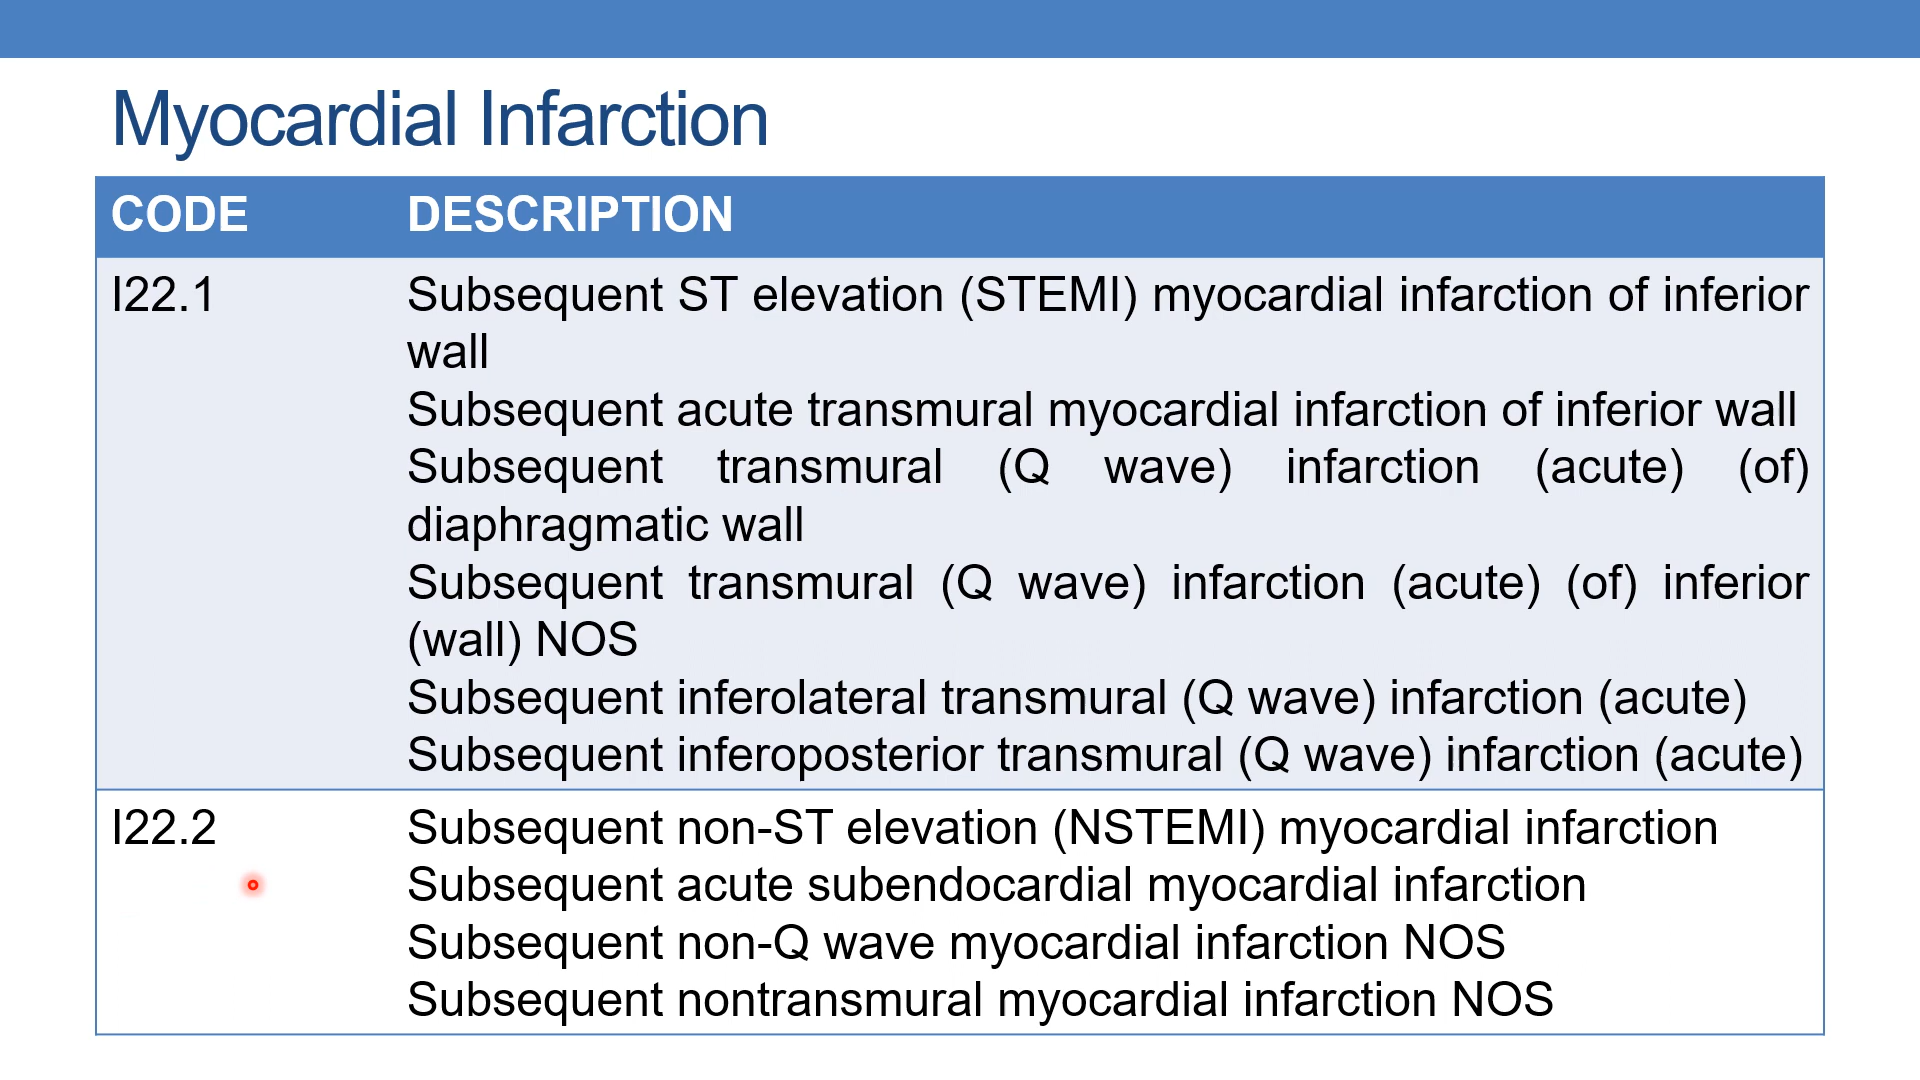 Myocardial Infarction
CODE DESCRIPTION
I22.1 Subsequent ST elevation (STEMI) myocardial infarction of inferior
wall
Subsequent acute transmural myocardial infarction of inferior wall
Subsequent transmural (Q wave) infarction (acute) (of)
diaphragmatic wall
Subsequent transmural (Q wave) infarction (acute) (of) inferior
(wall) NOS
Subsequent inferolateral transmural (Q wave) infarction (acute)
Subsequent inferoposterior transmural (Q wave) infarction (acute)
I22.2 Subsequent non-ST elevation (NSTEMI) myocardial infarction
Subsequent acute subendocardial myocardial infarction
Subsequent non-Q wave myocardial infarction NOS
Subsequent nontransmural myocardial infarction NOS